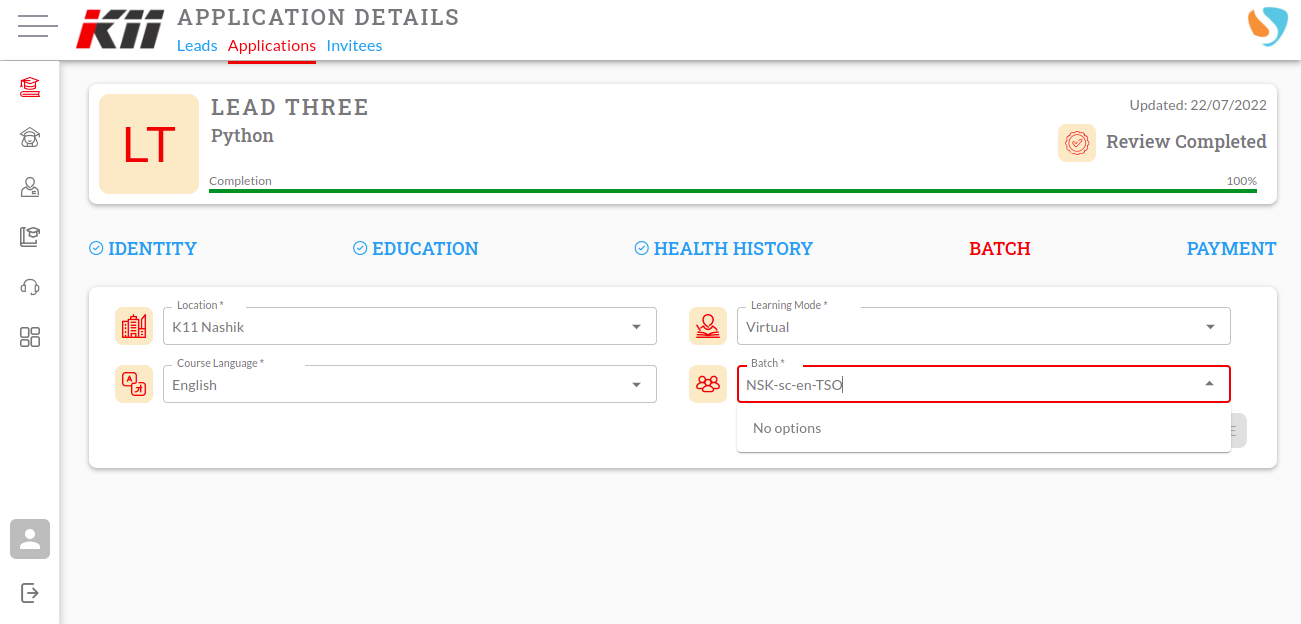 K11
APPLICATION DETAILS
Leads Applications Invitees
LT
LEAD THREE
Python
Updated: 22/07/2022
Review Completed
Completion 100%
IDENTITY EDUCATION HEALTH HISTORY BATCH PAYMENT
Location *
K11 Nashik
Learning Mode *
Virtual
Course Language *
English
Batch *
NSK-sc-en-TSO
No options
E